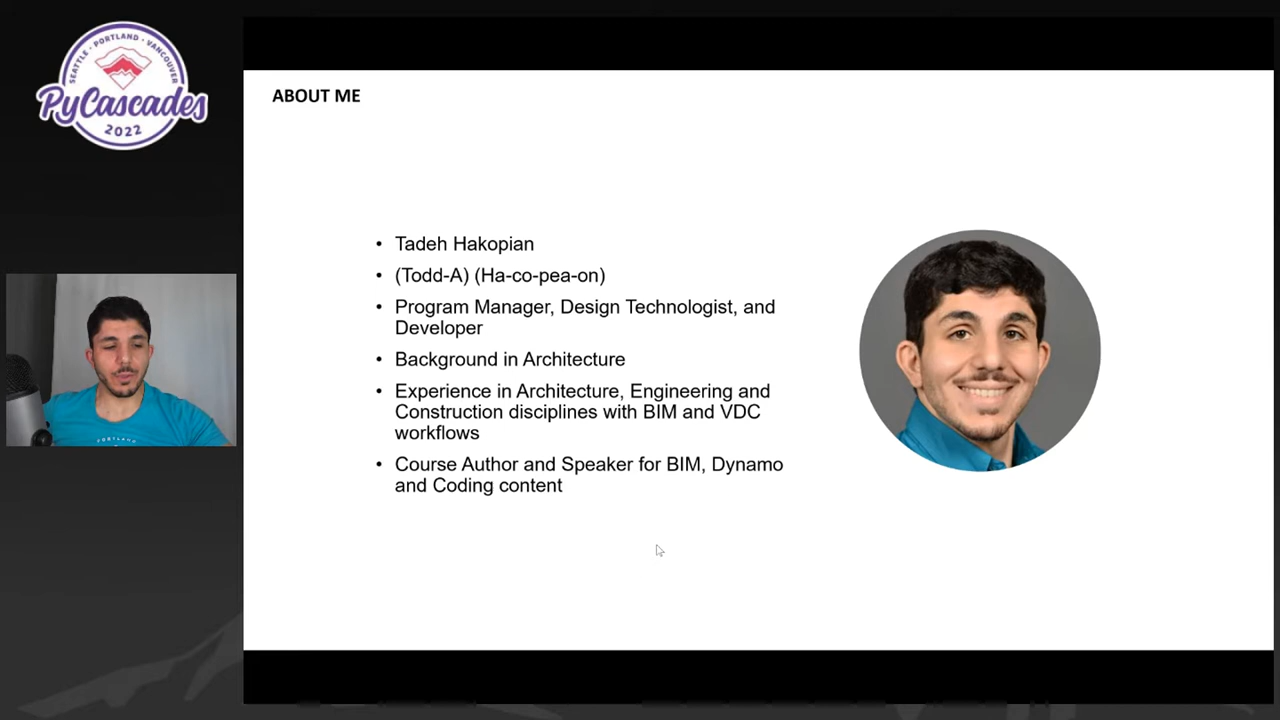 SEATTLE - PORTLAND - VANCOUVER
PyCascades
2022
ABOUT ME
• Tadeh Hakopian
• (Todd-A) (Ha-co-pea-on)
• Program Manager, Design Technologist, and
Developer
• Background in Architecture
• Experience in Architecture, Engineering and
Construction disciplines with BIM and VDC
workflows
• Course Author and Speaker for BIM, Dynamo
and Coding content
PORTLAND